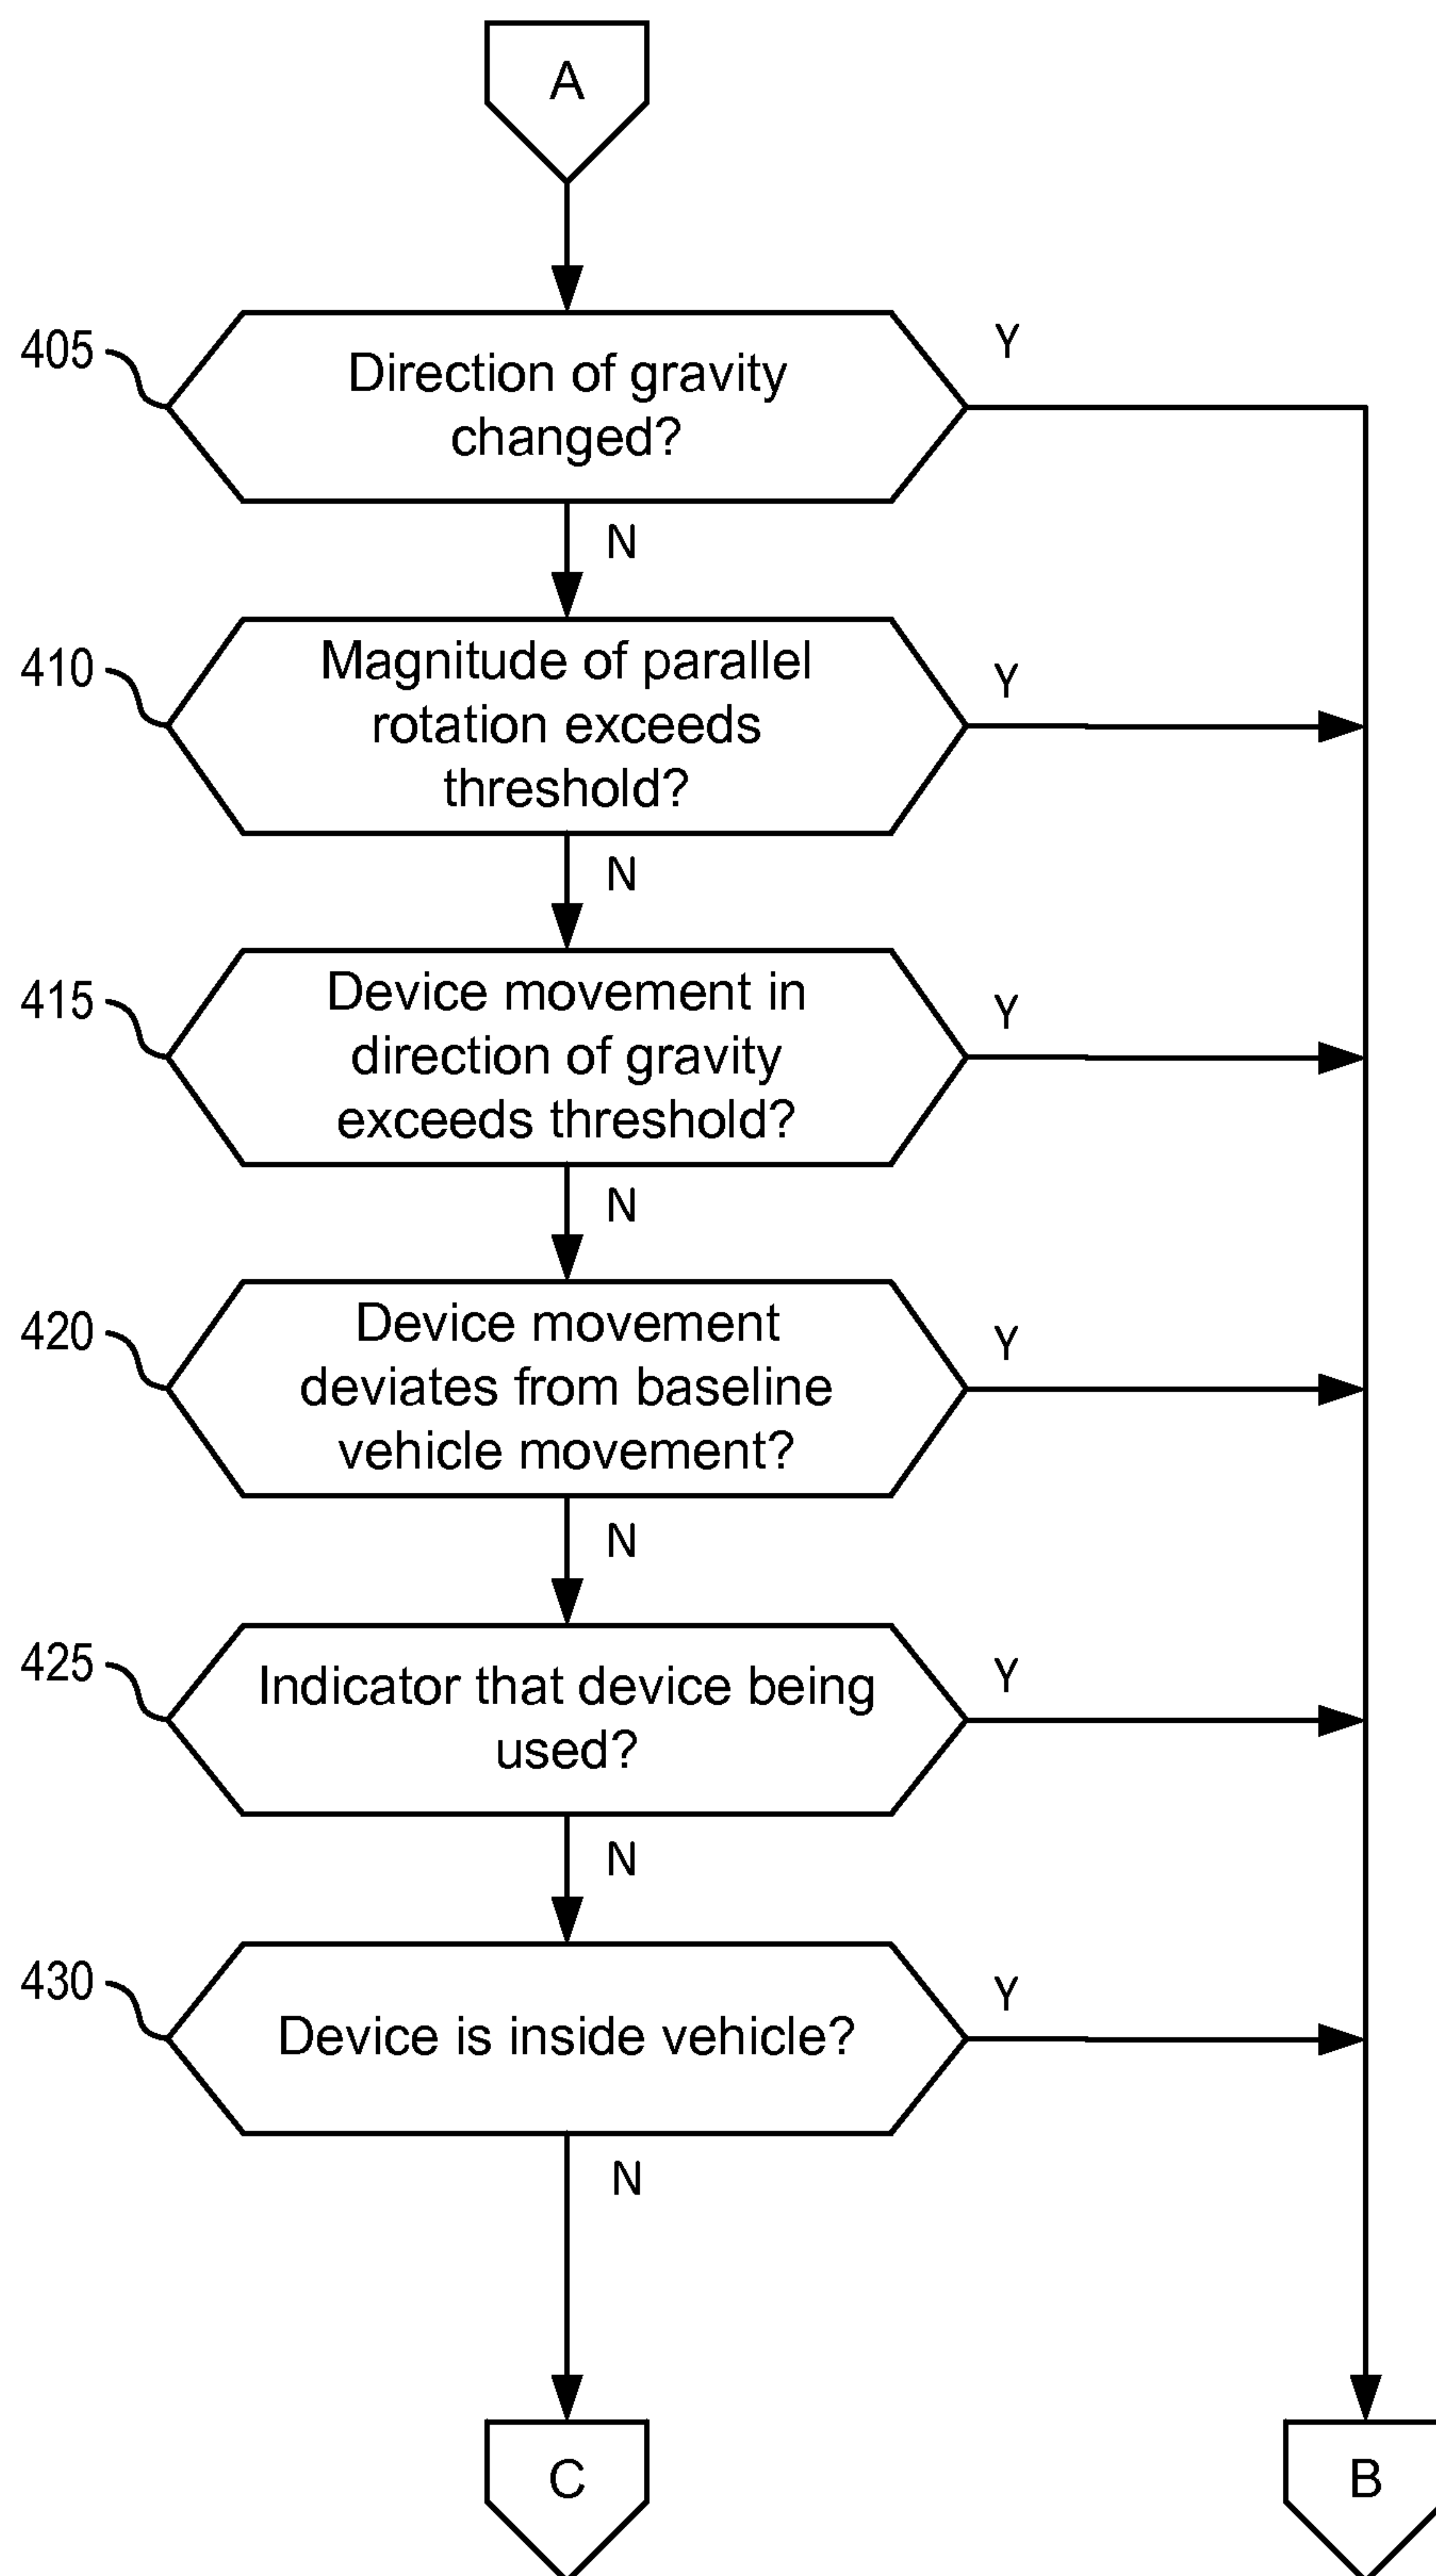 A
405
Direction of gravity
changed?
Y
N
410
Magnitude of parallel
rotation exceeds
threshold?
Y
N
415
Device movement in
direction of gravity
exceeds threshold?
Y
N
420
Device movement
deviates from baseline
vehicle movement?
Y
N
425
Indicator that device being
used?
Y
N
430
Device is inside vehicle?
Y
N
C
B